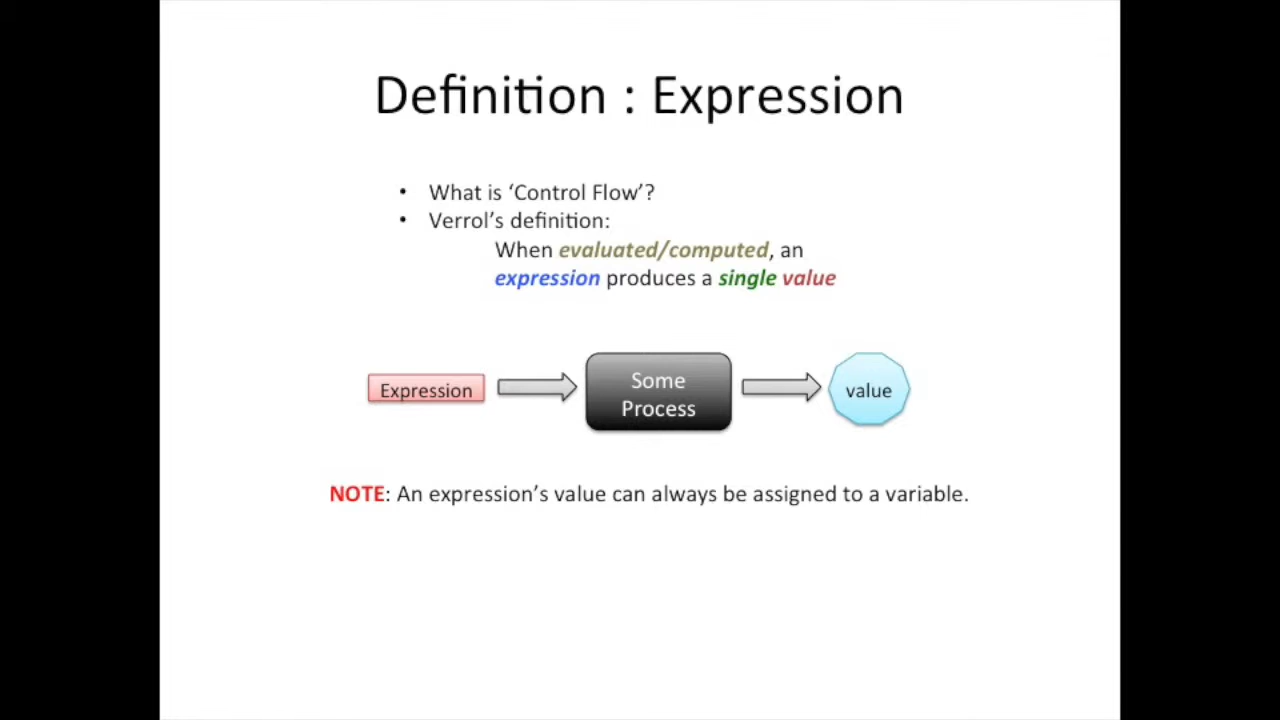 Definition : Expression
• What is ‘Control Flow’?
• Verrol’s definition:
When evaluated/computed, an
expression produces a single value
Expression
Some
Process
value
NOTE: An expression’s value can always be assigned to a variable.